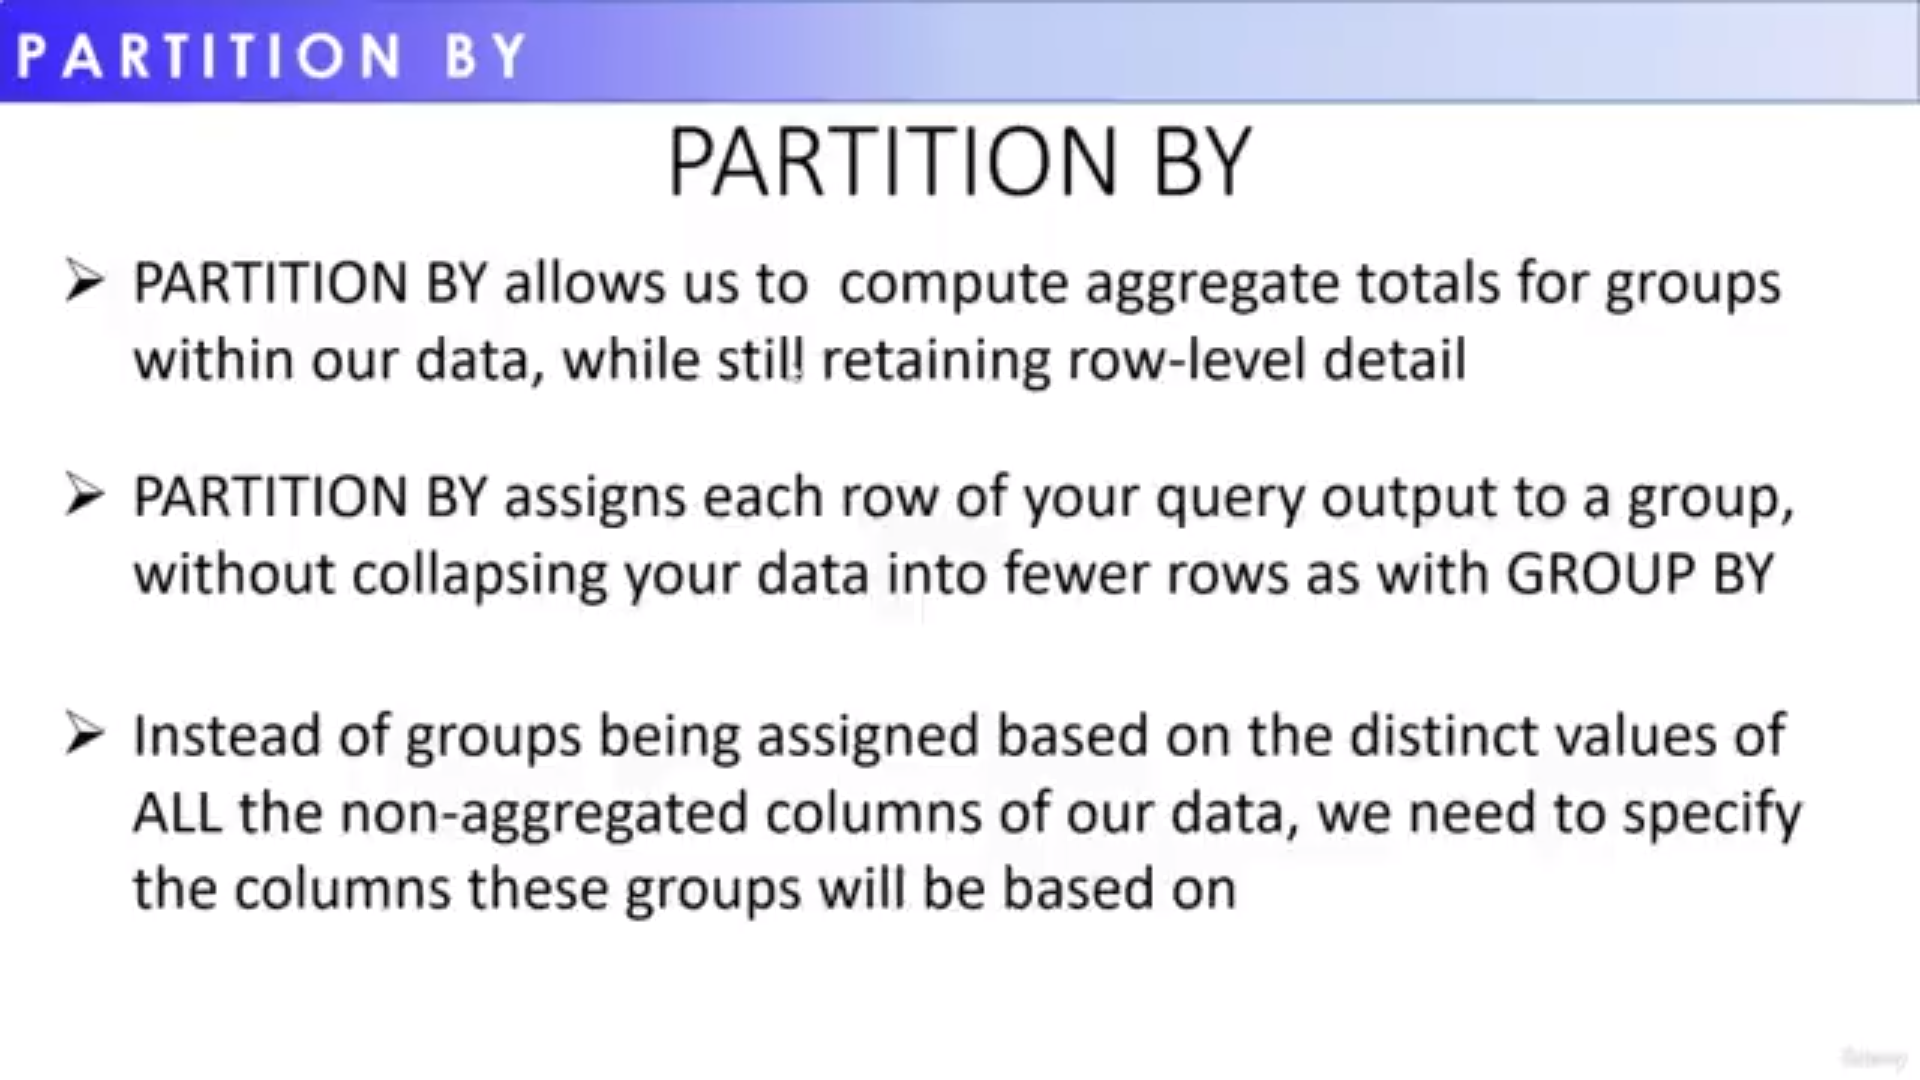 PARTITION BY
PARTITION BY
➢ PARTITION BY allows us to compute aggregate totals for groups
within our data, while still retaining row-level detail
➢ PARTITION BY assigns each row of your query output to a group,
without collapsing your data into fewer rows as with GROUP BY
➢ Instead of groups being assigned based on the distinct values of
ALL the non-aggregated columns of our data, we need to specify
the columns these groups will be based on